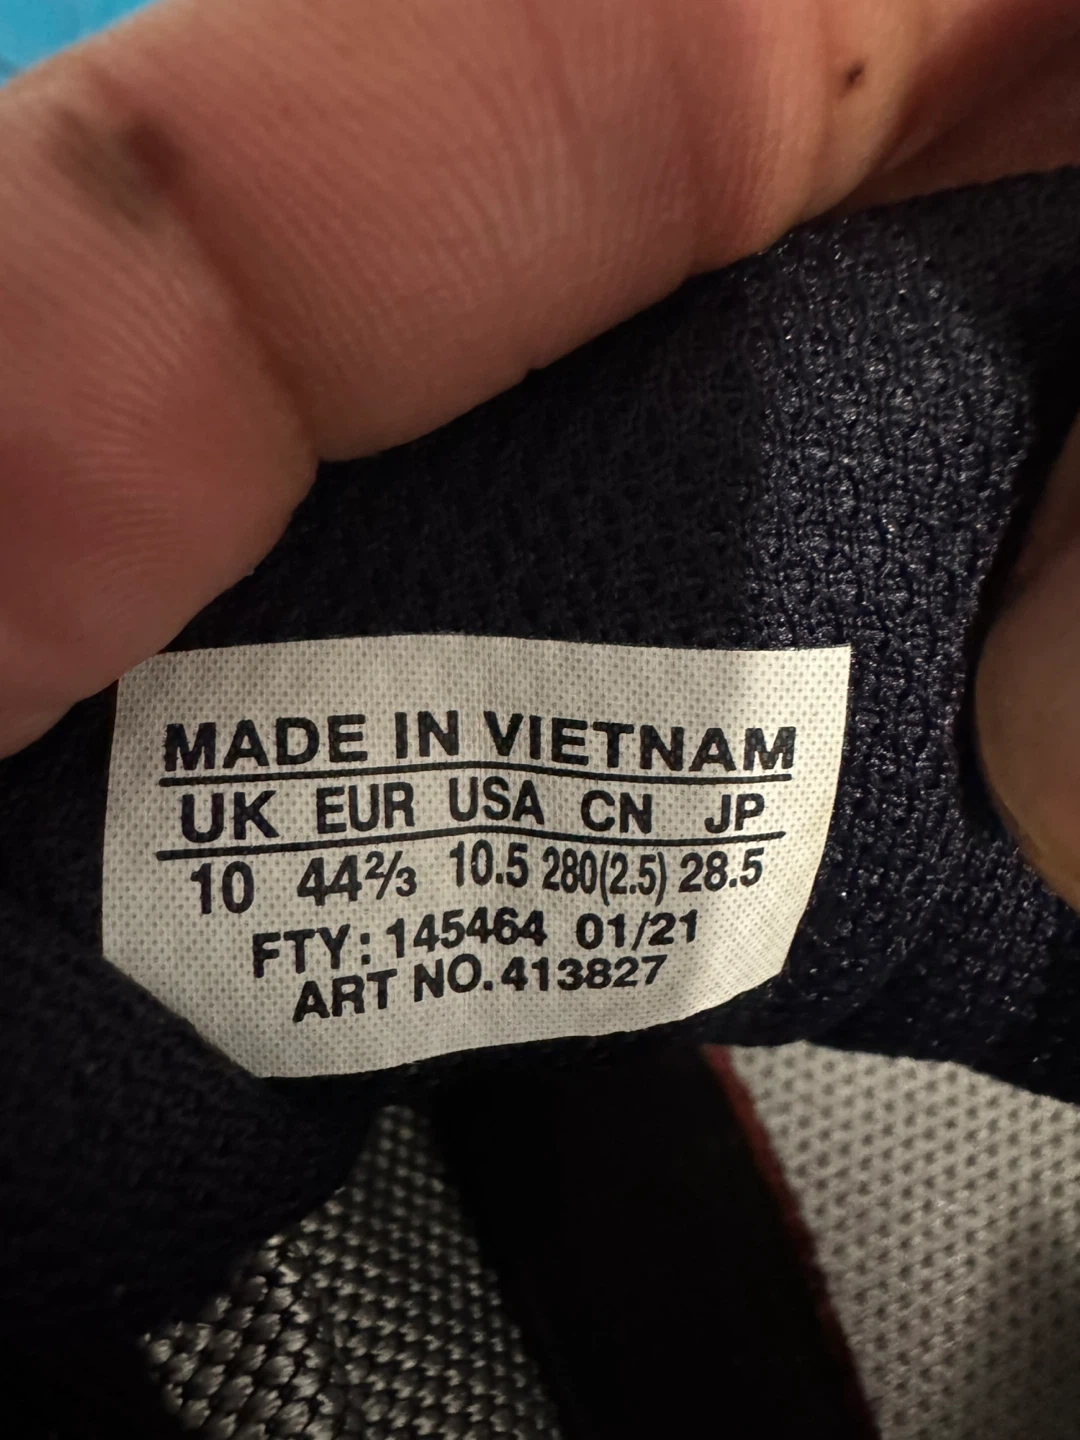 MADE IN VIETNAM
UK EUR USA CN JP
10 44⅔ 10.5 280(2.5) 28.5
FTY: 145464 01/21
ART NO. 413827